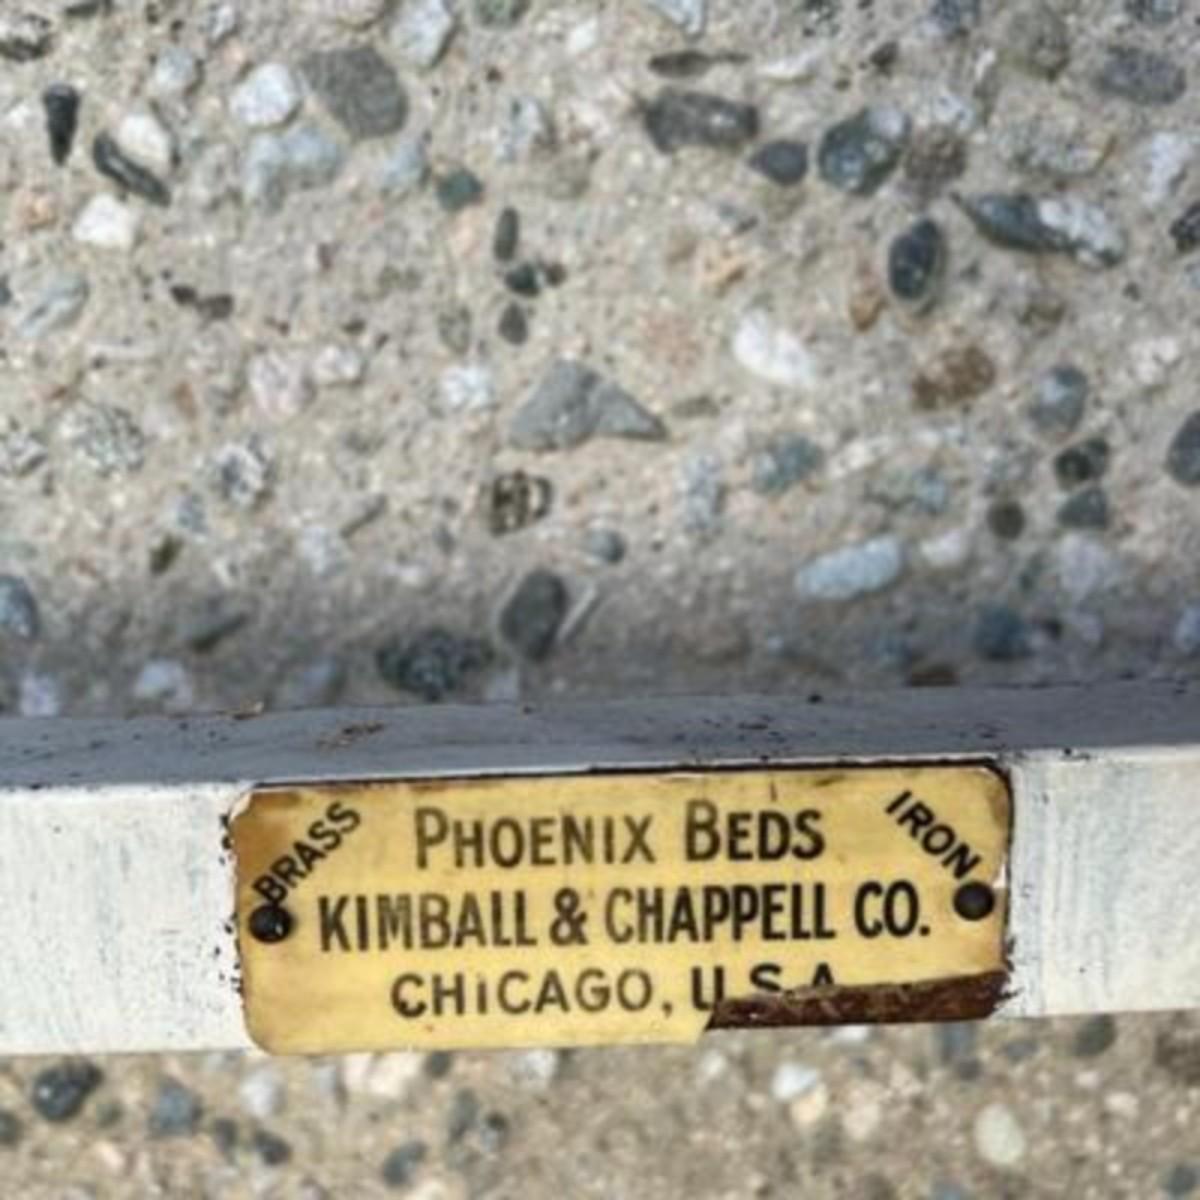 BRASS
PHOENIX BEDS
IRON
KIMBALL & CHAPPELL CO.
CHICAGO, U.S.A